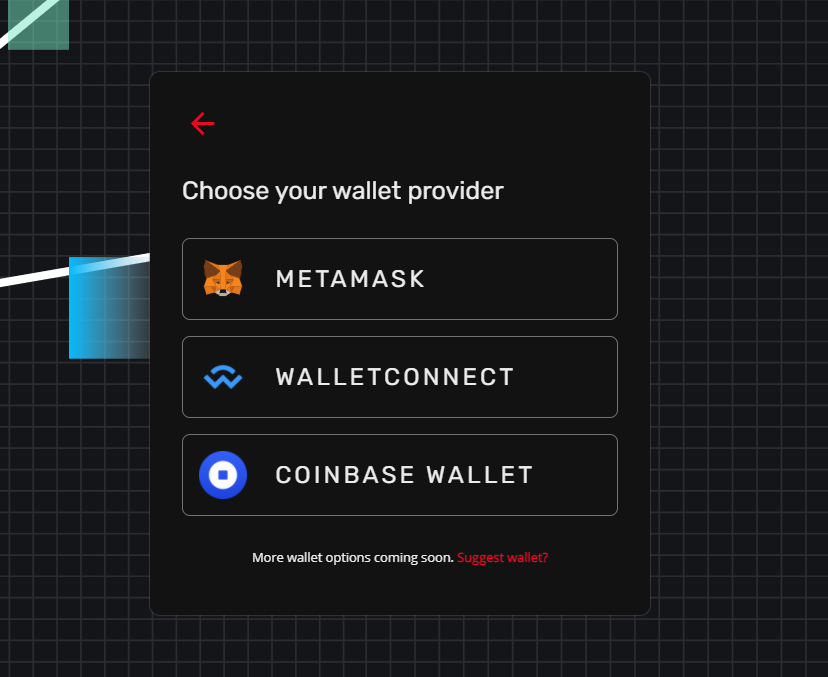 Choose your wallet provider
METAMASK
WALLETCONNECT
COINBASE WALLET
More wallet options coming soon. Suggest wallet?